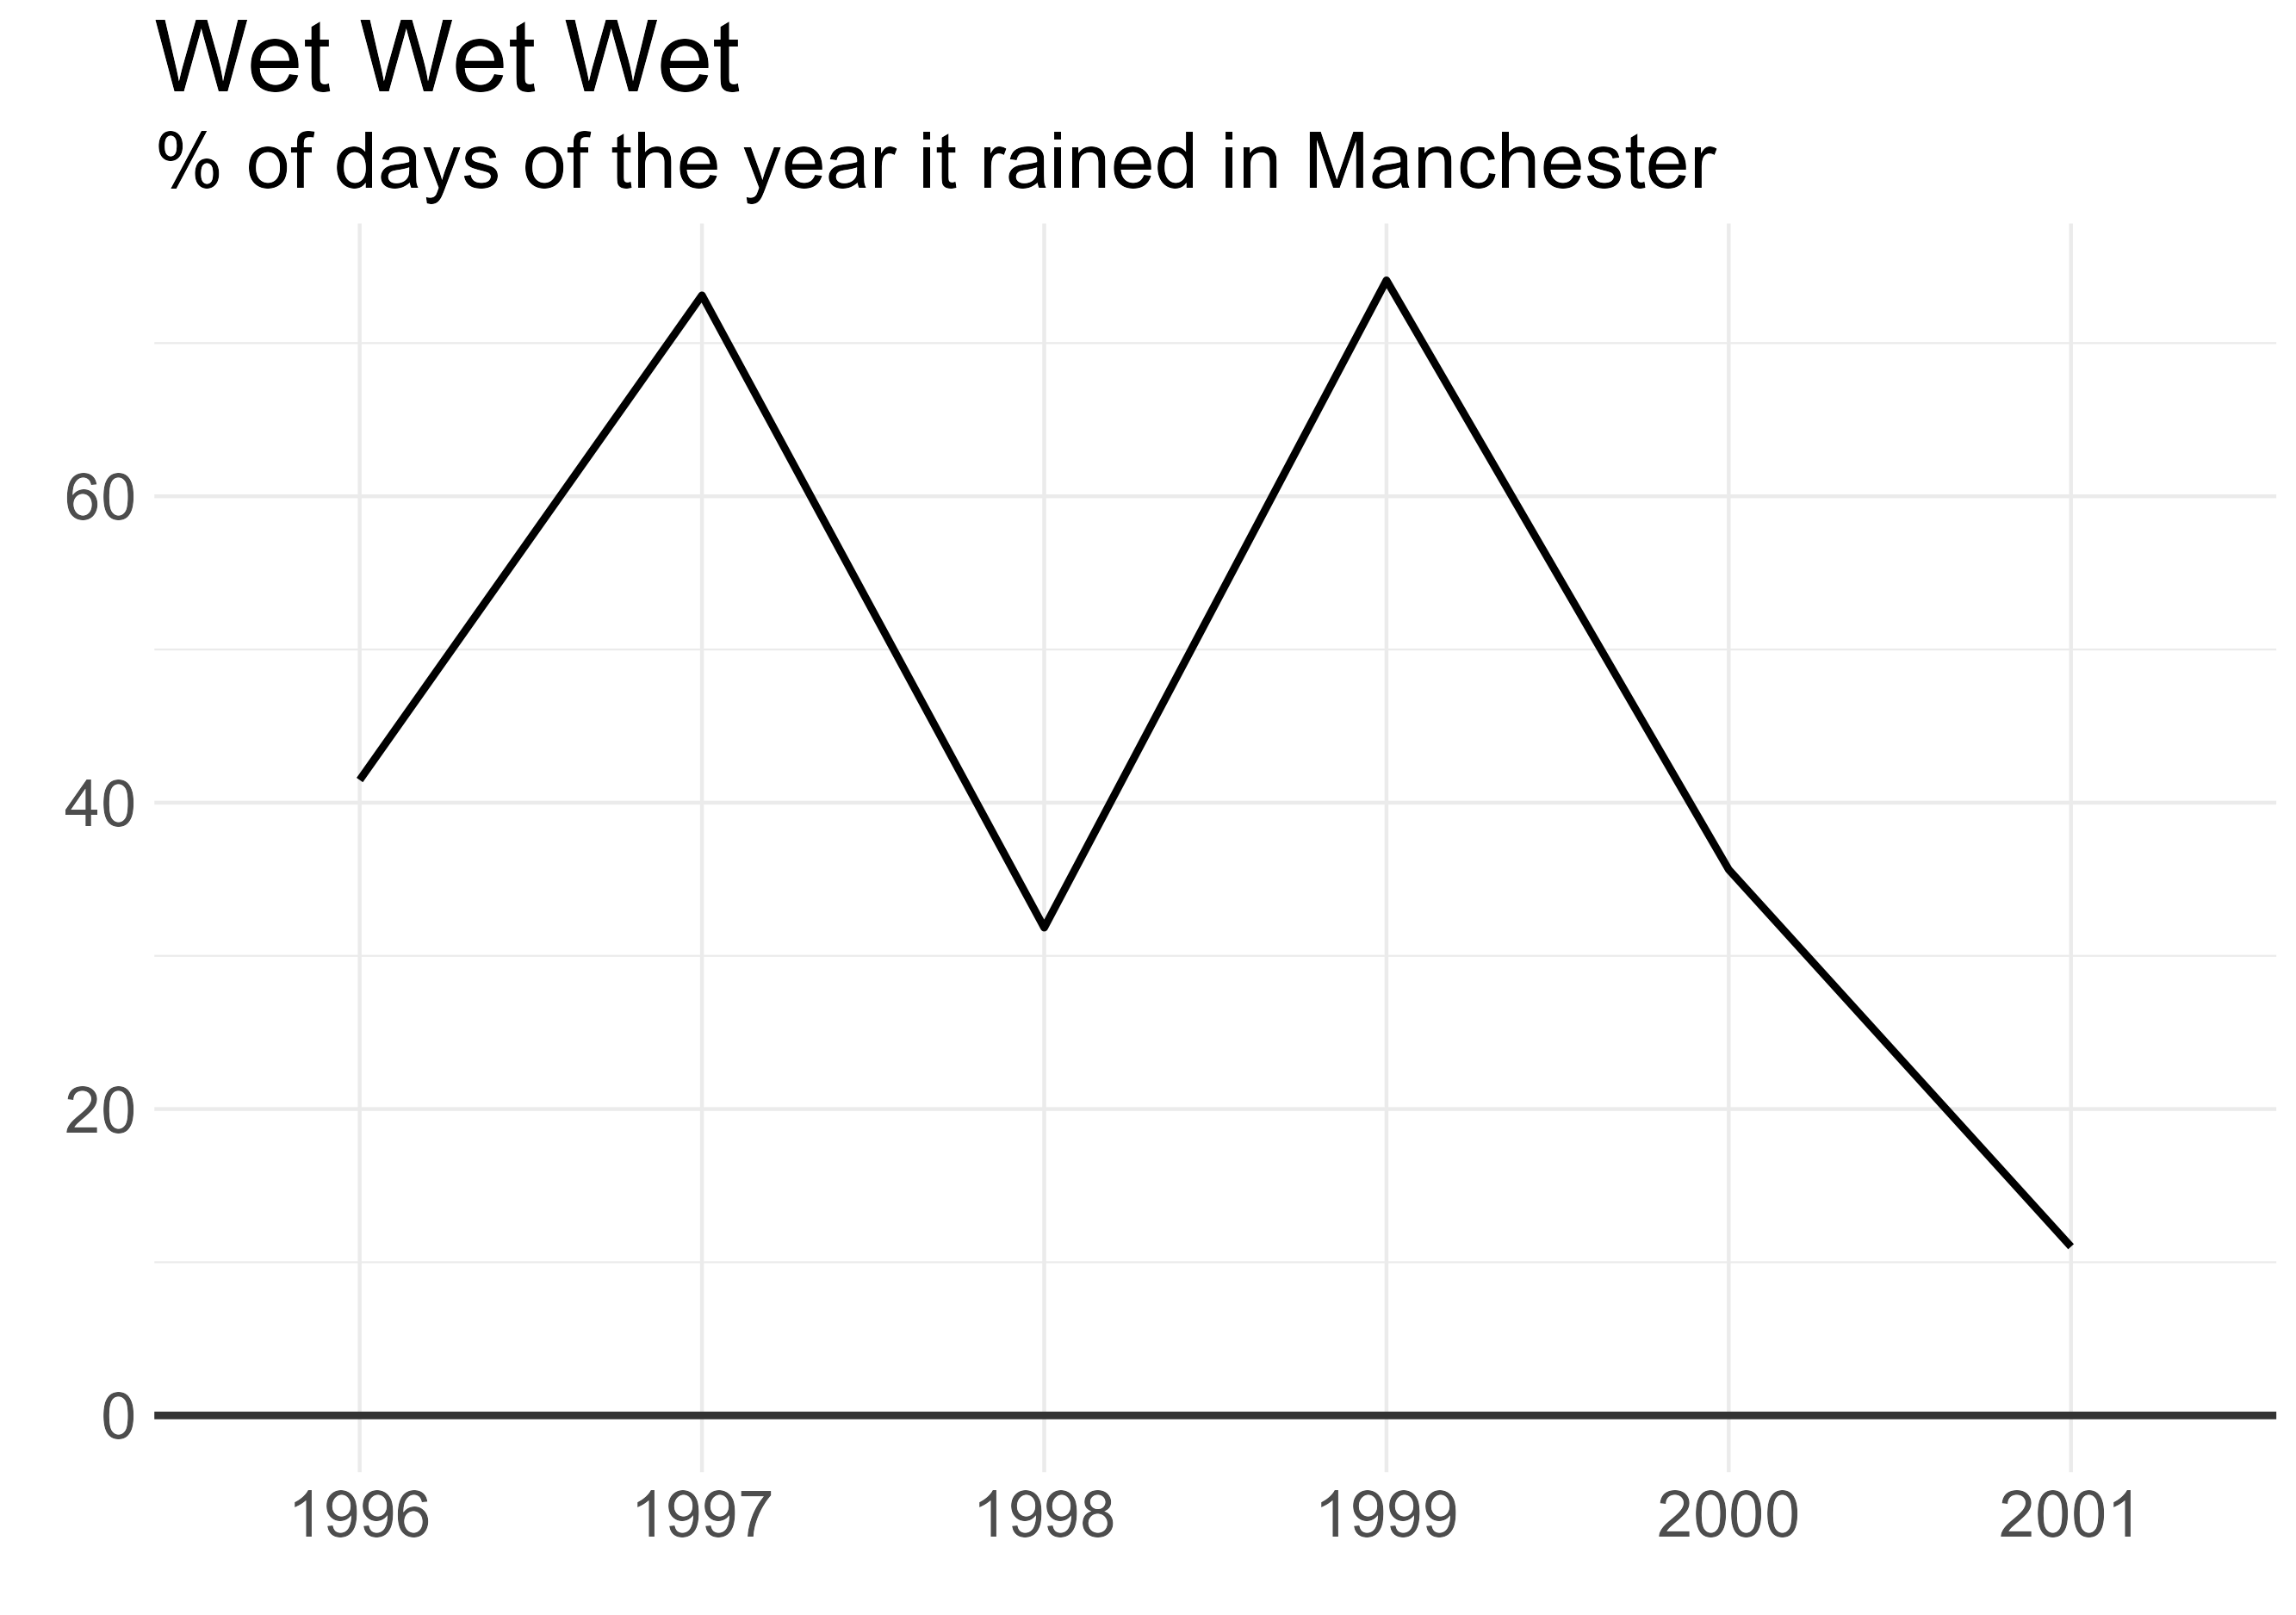 Wet Wet Wet
% of days of the year it rained in Manchester
60
40
20
0
1996 1997 1998 1999 2000 2001